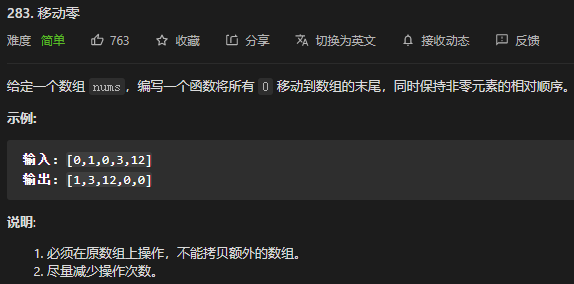 283. 移动零
难度 简单 763 收藏 分享 切换为英文 接收动态 反馈
给定一个数组 nums，编写一个函数将所有 0 移动到数组的末尾，同时保持非零元素的相对顺序。
示例:
输入: [0,1,0,3,12]
输出: [1,3,12,0,0]
说明:
1. 必须在原数组上操作，不能拷贝额外的数组。
2. 尽量减少操作次数。